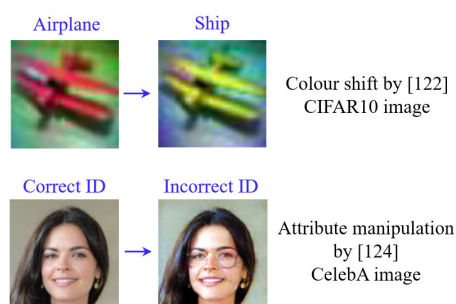 Airplane
Ship
Colour shift by [122]
CIFAR10 image
Correct ID
Incorrect ID
Attribute manipulation
by [124]
CelebA image